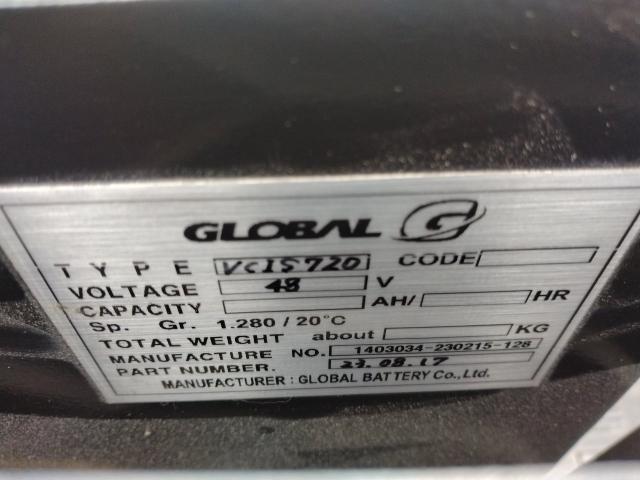 GLOBAL G
TYPE VCIS720 CODE
VOLTAGE 48 V
CAPACITY AH/ HR
Sp. Gr. 1.280 / 20°C
TOTAL WEIGHT about KG
MANUFACTURE NO. 1403034-230215-128
PART NUMBER. 23.08.17
MANUFACTURER : GLOBAL BATTERY Co., Ltd.